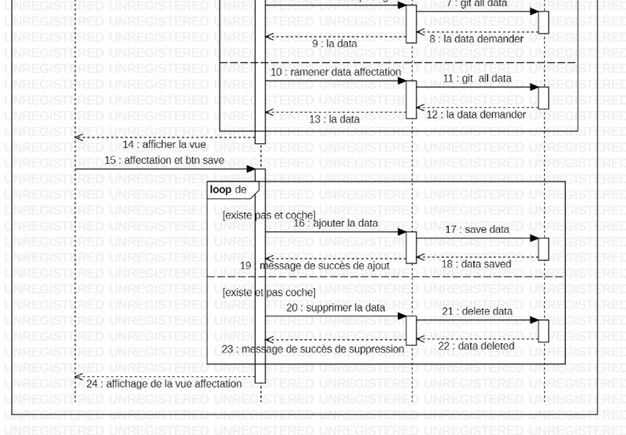 7 : git all data
9 : la data
8 : la data demander
10 : ramener data affectation
11 : git all data
13 : la data
12 : la data demander
14 : afficher la vue
15 : affectation et btn save
loop de
[existe pas et coche]
16 : ajouter la data
17 : save data
19 : message de succès de ajout
18 : data saved
[existe et pas coche]
20 : supprimer la data
21 : delete data
23 : message de succès de suppression
22 : data deleted
24 : affichage de la vue affectation
UNREGISTERED